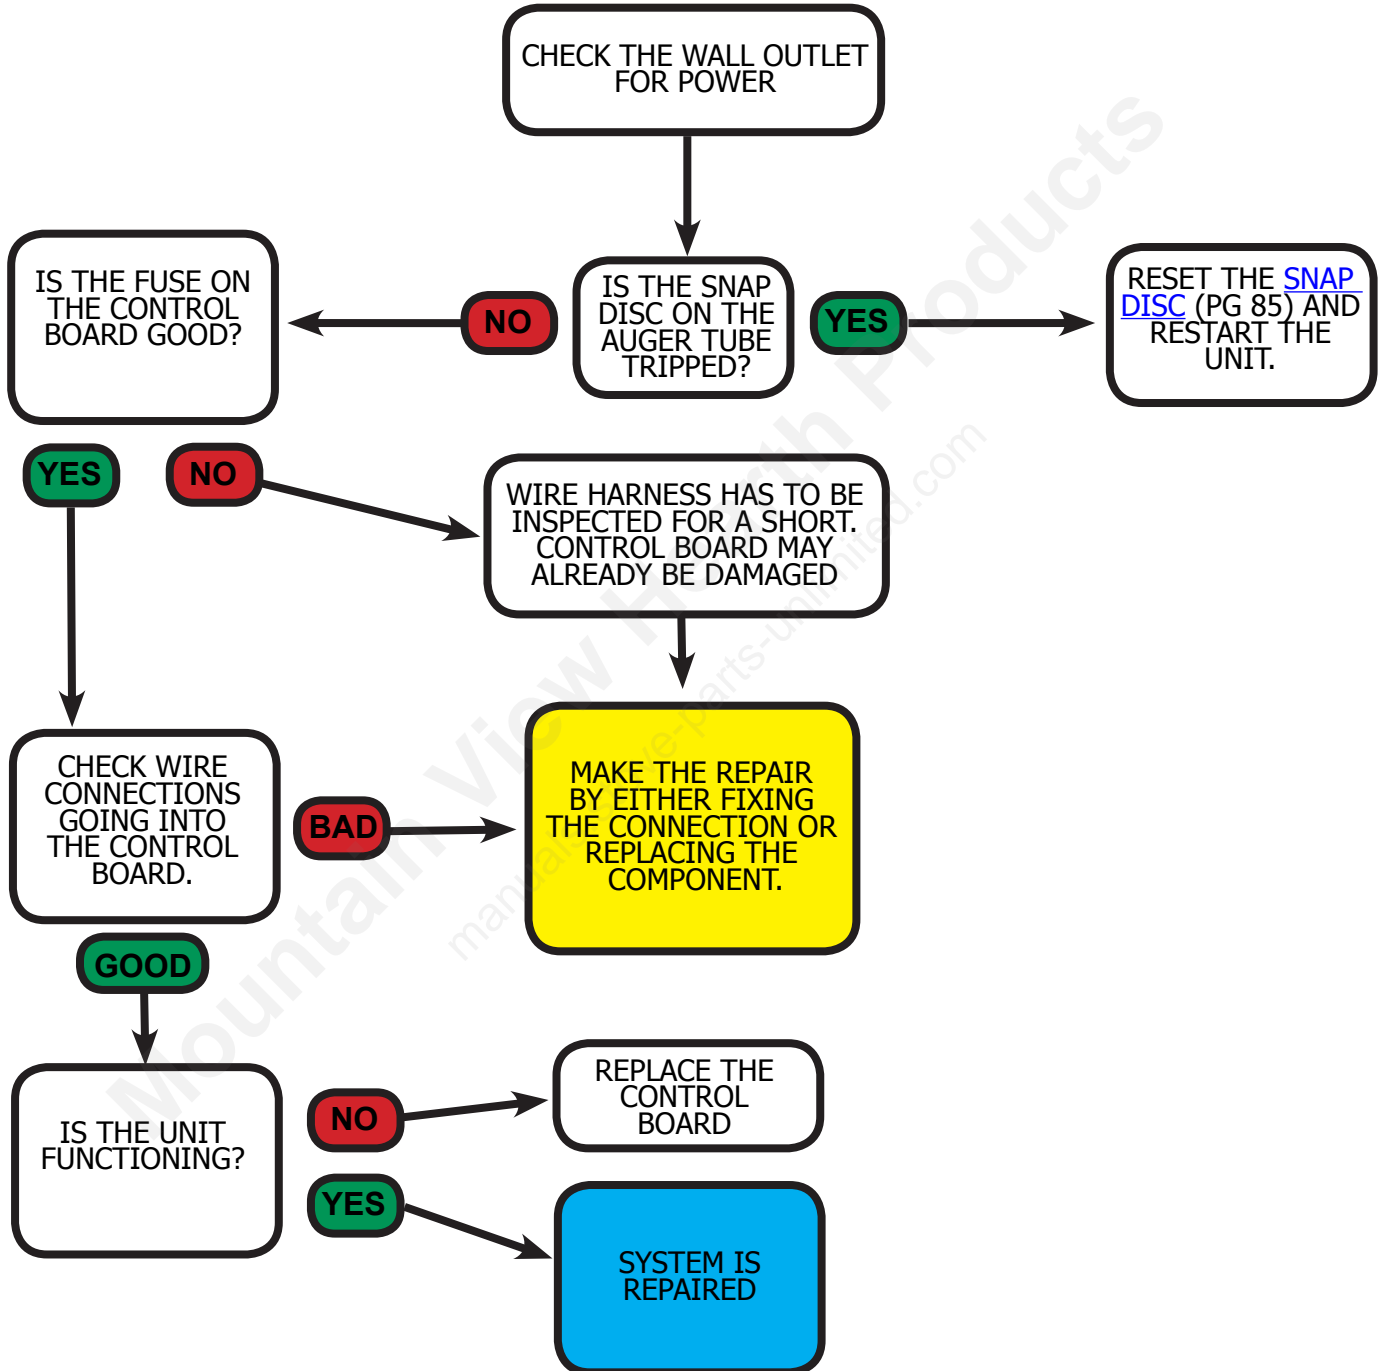 CHECK THE WALL OUTLET
FOR POWER
IS THE FUSE ON
THE CONTROL
BOARD GOOD?
NO
IS THE SNAP
DISC ON THE
AUGER TUBE
TRIPPED?
YES
RESET THE SNAP
DISC (PG 85) AND
RESTART THE
UNIT.
YES
NO
WIRE HARNESS HAS TO BE
INSPECTED FOR A SHORT.
CONTROL BOARD MAY
ALREADY BE DAMAGED
CHECK WIRE
CONNECTIONS
GOING INTO
THE CONTROL
BOARD.
BAD
MAKE THE REPAIR
BY EITHER FIXING
THE CONNECTION OR
REPLACING THE
COMPONENT.
GOOD
IS THE UNIT
FUNCTIONING?
NO
REPLACE THE
CONTROL
BOARD
YES
SYSTEM IS
REPAIRED
Mountain View Hearth Products